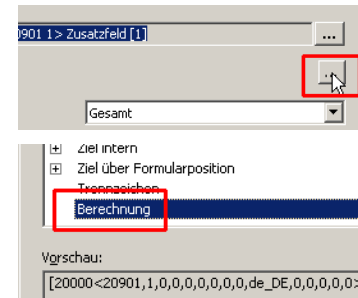 0901 1> Zusatzfeld [1]
...
...
Gesamt
Ziel intern
Ziel über Formularposition
Trennzeichen
Berechnung
Vorschau:
[20000<20901,1,0,0,0,0,0,0,0,de_DE,0,0,0,0,0>